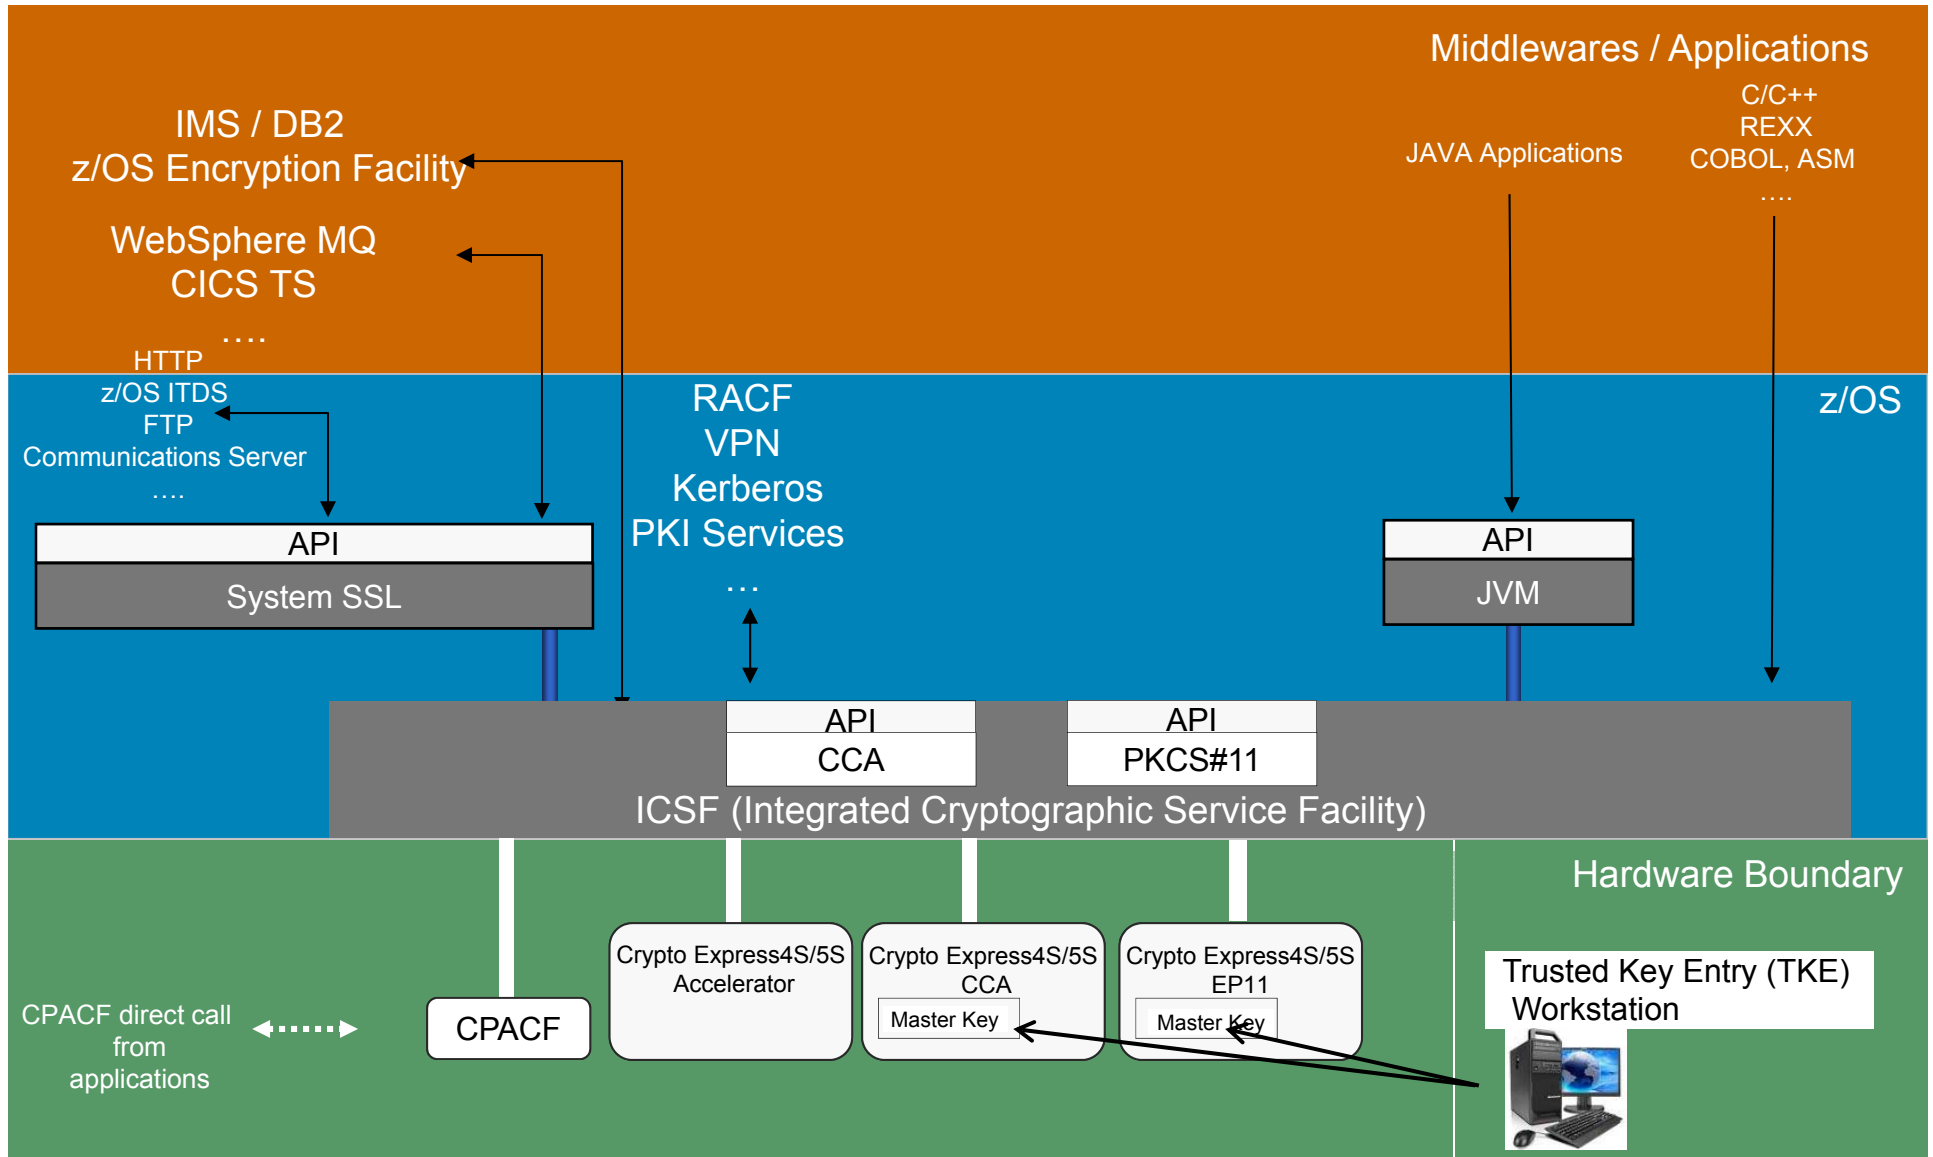 Middlewares / Applications
IMS / DB2
z/OS Encryption Facility
WebSphere MQ
CICS TS
....
JAVA Applications
C/C++
REXX
COBOL, ASM
....
HTTP
z/OS ITDS
FTP
Communications Server
....
RACF
VPN
Kerberos
PKI Services
...
z/OS
API
System SSL
API
JVM
API
CCA
API
PKCS#11
ICSF (Integrated Cryptographic Service Facility)
Hardware Boundary
CPACF direct call
from
applications
CPACF
Crypto Express4S/5S
Accelerator
Crypto Express4S/5S
CCA
Master Key
Crypto Express4S/5S
EP11
Master Key
Trusted Key Entry (TKE)
Workstation